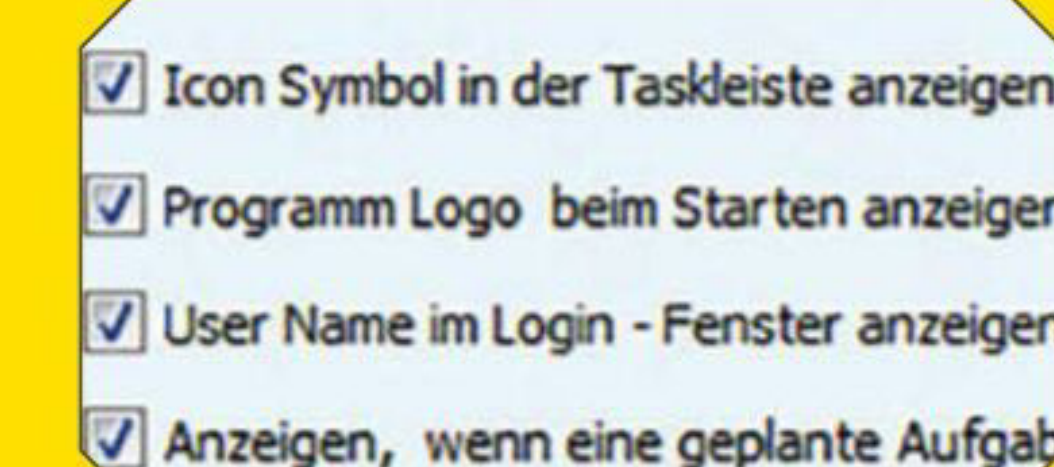 Icon Symbol in der Taskleiste anzeigen
Programm Logo beim Starten anzeigen
User Name im Login - Fenster anzeigen
Anzeigen, wenn eine geplante Aufgab